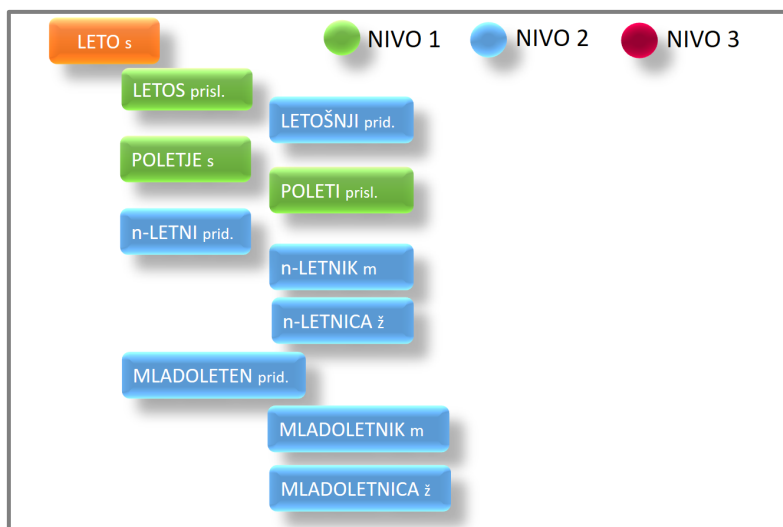 LETO s
NIVO 1
NIVO 2
NIVO 3
LETOS prisl.
LETOŠNJI prid.
POLETJE s
POLETI prisl.
n-LETNI prid.
n-LETNIK m
n-LETNICA ž
MLADOLETEN prid.
MLADOLETNIK m
MLADOLETNICA ž